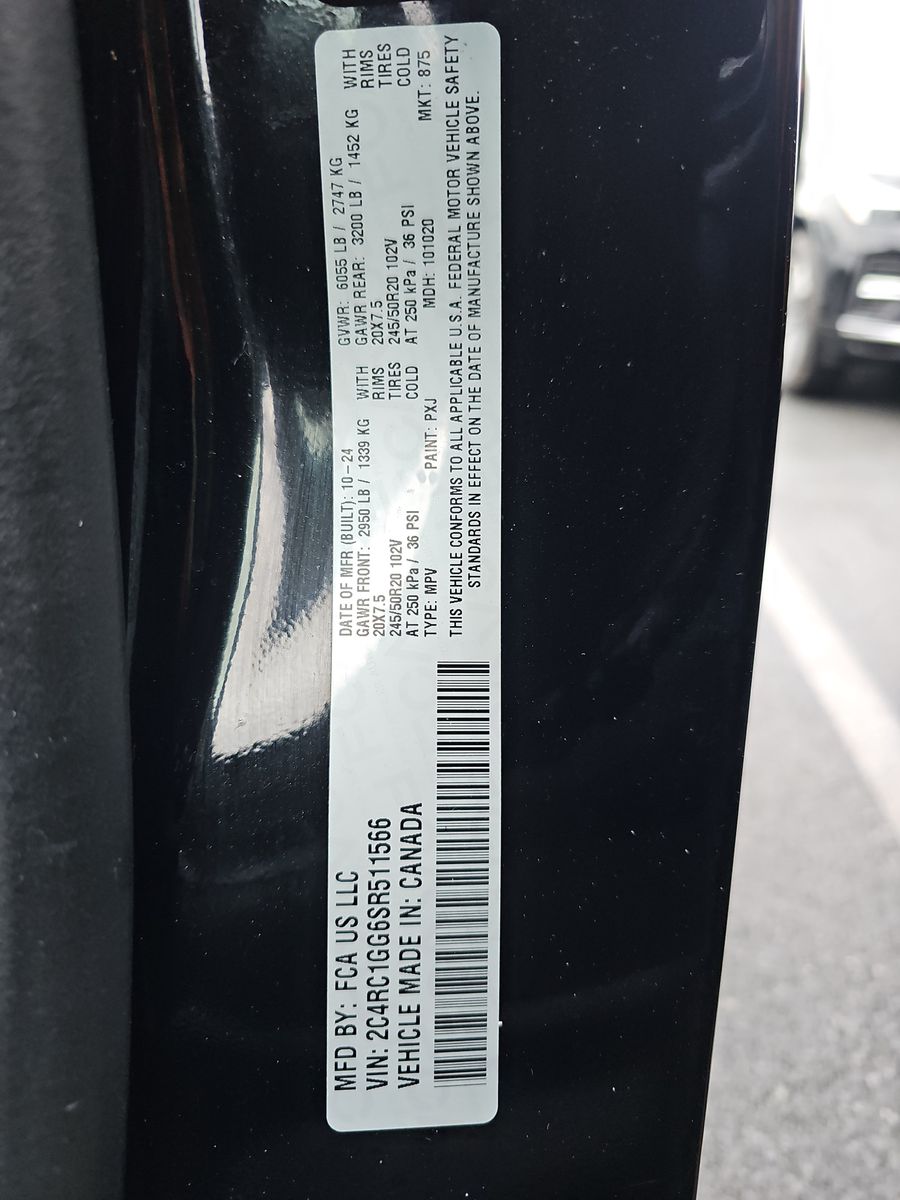 MFD BY: FCA US LLC
VIN: 2C4RC1GG6SR511566
VEHICLE MADE IN: CANADA
DATE OF MFR (BUILT): 10-24
GAWR FRONT: 2950 LB / 1339 KG WITH
20X7.5 RIMS
245/50R20 102V TIRES
AT 250 kPa / 36 PSI COLD
GVWR: 6055 LB / 2747 KG
GAWR REAR: 3200 LB / 1452 KG WITH
20X7.5 RIMS
245/50R20 102V TIRES
AT 250 kPa / 36 PSI COLD
TYPE: MPV PAINT: PXJ MDH: 101020 MKT: 875
THIS VEHICLE CONFORMS TO ALL APPLICABLE U.S.A. FEDERAL MOTOR VEHICLE SAFETY
STANDARDS IN EFFECT ON THE DATE OF MANUFACTURE SHOWN ABOVE.